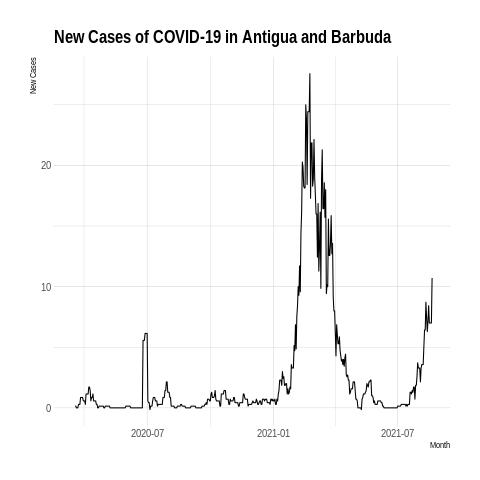 New Cases of COVID-19 in Antigua and Barbuda
New Cases
20
10
0
2020-07
2021-01
2021-07
Month